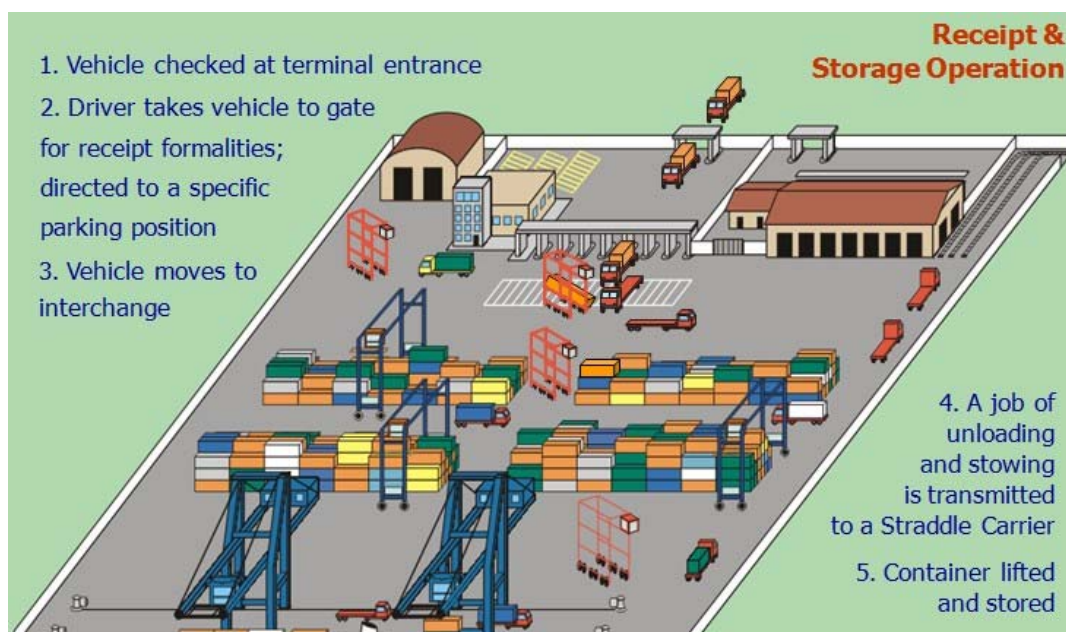 Receipt &
Storage Operation
1. Vehicle checked at terminal entrance
2. Driver takes vehicle to gate
for receipt formalities;
directed to a specific
parking position
3. Vehicle moves to
interchange
4. A job of
unloading
and stowing
is transmitted
to a Straddle Carrier
5. Container lifted
and stored